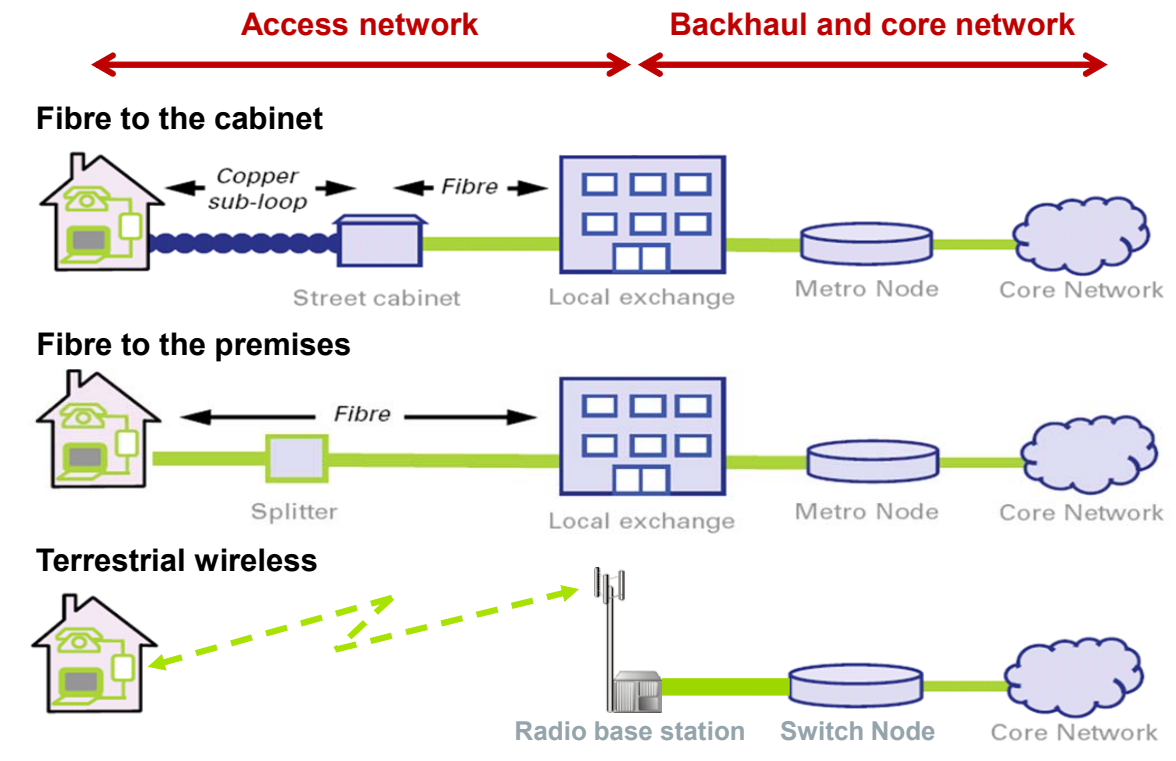 Access network
Backhaul and core network
Fibre to the cabinet
Copper
sub-loop
Fibre
Street cabinet
Local exchange
Metro Node
Core Network
Fibre to the premises
Fibre
Splitter
Local exchange
Metro Node
Core Network
Terrestrial wireless
Radio base station
Switch Node
Core Network